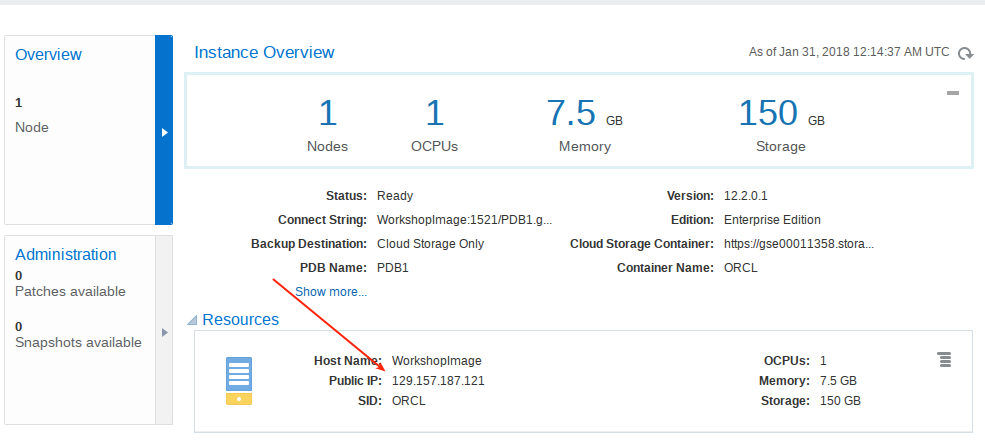 Overview
1
Node
Administration
0
Patches available
0
Snapshots available
Instance Overview
As of Jan 31, 2018 12:14:37 AM UTC
1 1 7.5 GB 150 GB
Nodes OCPUs Memory Storage
Status: Ready Version: 12.2.0.1
Connect String: WorkshopImage:1521/PDB1.g... Edition: Enterprise Edition
Backup Destination: Cloud Storage Only Cloud Storage Container: https://gse00011358.stora...
PDB Name: PDB1 Container Name: ORCL
Show more...
Resources
Host Name: WorkshopImage OCPUs: 1
Public IP: 129.157.187.121 Memory: 7.5 GB
SID: ORCL Storage: 150 GB